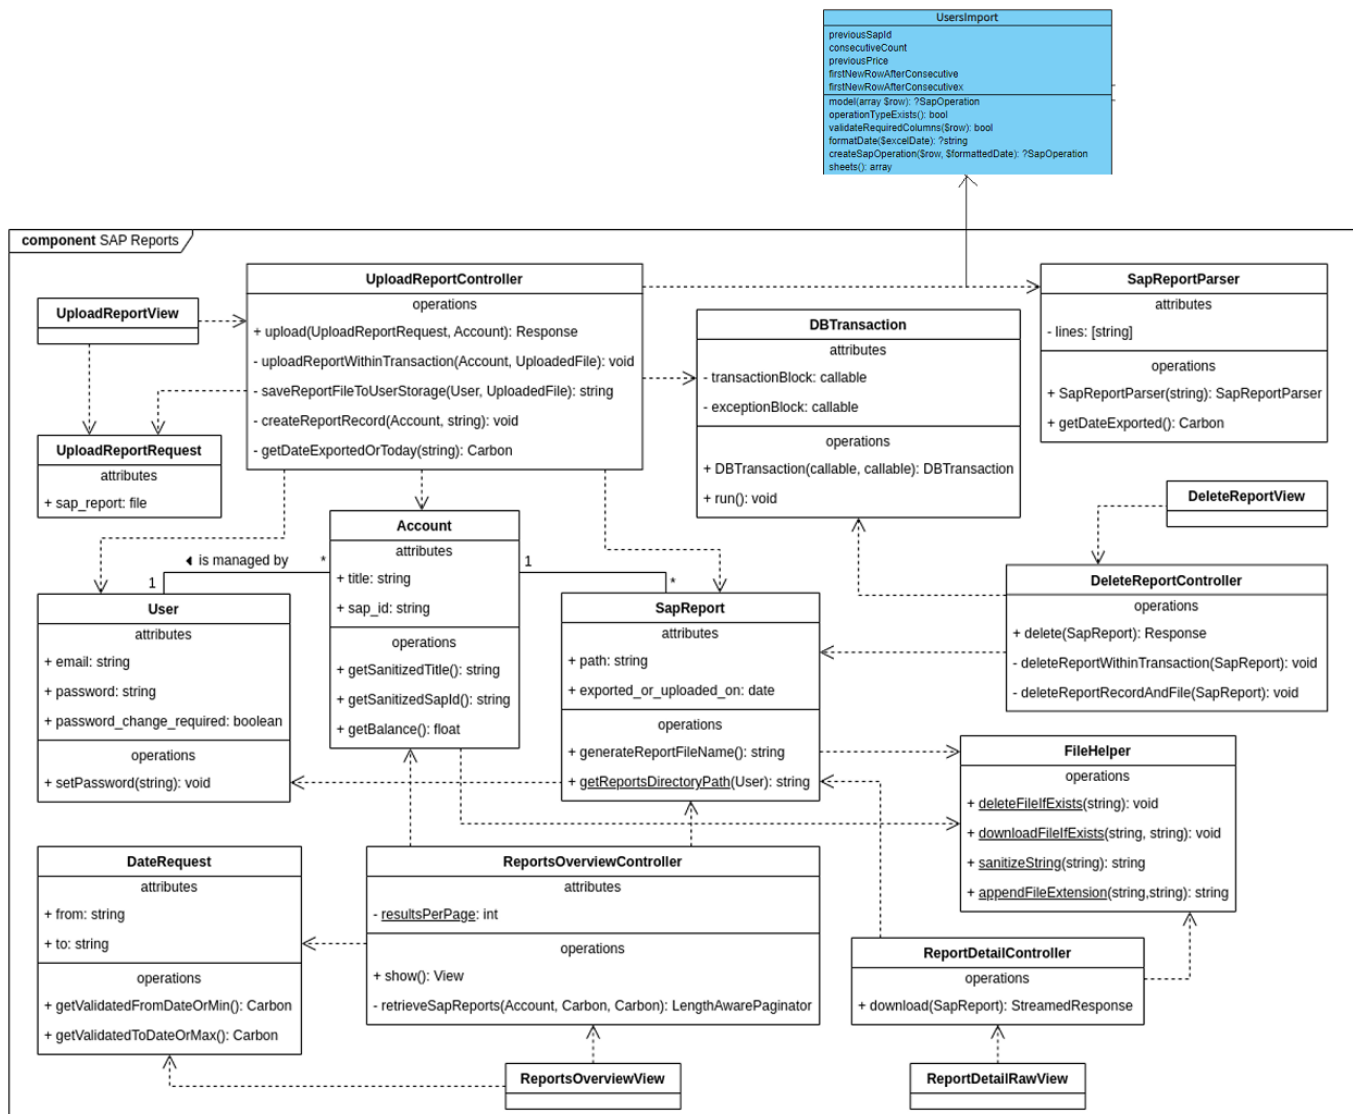 UsersImport
previousSapId
consecutiveCount
previousPrice
firstNewRowAfterConsecutive
firstNewRowAfterConsecutivex
model(array $row): ?SapOperation
operationTypeExists(): bool
validateRequiredColumns($row): bool
formatDate($excelDate): ?string
createSapOperation($row, $formattedDate): ?SapOperation
sheets(): array
component SAP Reports
UploadReportView
UploadReportController
operations
+ upload(UploadReportRequest, Account): Response
- uploadReportWithinTransaction(Account, UploadedFile): void
- saveReportFileToUserStorage(User, UploadedFile): string
- createReportRecord(Account, string): void
- getDateExportedOrToday(string): Carbon
SapReportParser
attributes
- lines: [string]
operations
+ SapReportParser(string): SapReportParser
+ getDateExported(): Carbon
DBTransaction
attributes
- transactionBlock: callable
- exceptionBlock: callable
operations
+ DBTransaction(callable, callable): DBTransaction
+ run(): void
UploadReportRequest
attributes
+ sap_report: file
DeleteReportView
Account
attributes
+ title: string
+ sap_id: string
operations
+ getSanitizedTitle(): string
+ getSanitizedSapId(): string
+ getBalance(): float
is managed by
*
1
1
*
User
attributes
+ email: string
+ password: string
+ password_change_required: boolean
operations
+ setPassword(string): void
SapReport
attributes
+ path: string
+ exported_or_uploaded_on: date
operations
+ generateReportFileName(): string
+ getReportsDirectoryPath(User): string
DeleteReportController
operations
+ delete(SapReport): Response
- deleteReportWithinTransaction(SapReport): void
- deleteReportRecordAndFile(SapReport): void
FileHelper
operations
+ deleteFileIfExists(string): void
+ downloadFileIfExists(string, string): void
+ sanitizeString(string): string
+ appendFileExtension(string,string): string
DateRequest
attributes
+ from: string
+ to: string
operations
+ getValidatedFromDateOrMin(): Carbon
+ getValidatedToDateOrMax(): Carbon
ReportsOverviewController
attributes
- resultsPerPage: int
operations
+ show(): View
- retrieveSapReports(Account, Carbon, Carbon): LengthAwarePaginator
ReportDetailController
operations
+ download(SapReport): StreamedResponse
ReportsOverviewView
ReportDetailRawView